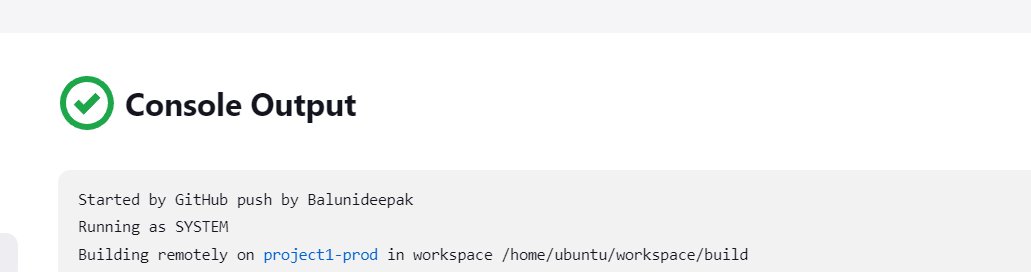 Console Output
Started by GitHub push by Balunideepak
Running as SYSTEM
Building remotely on project1-prod in workspace /home/ubuntu/workspace/build